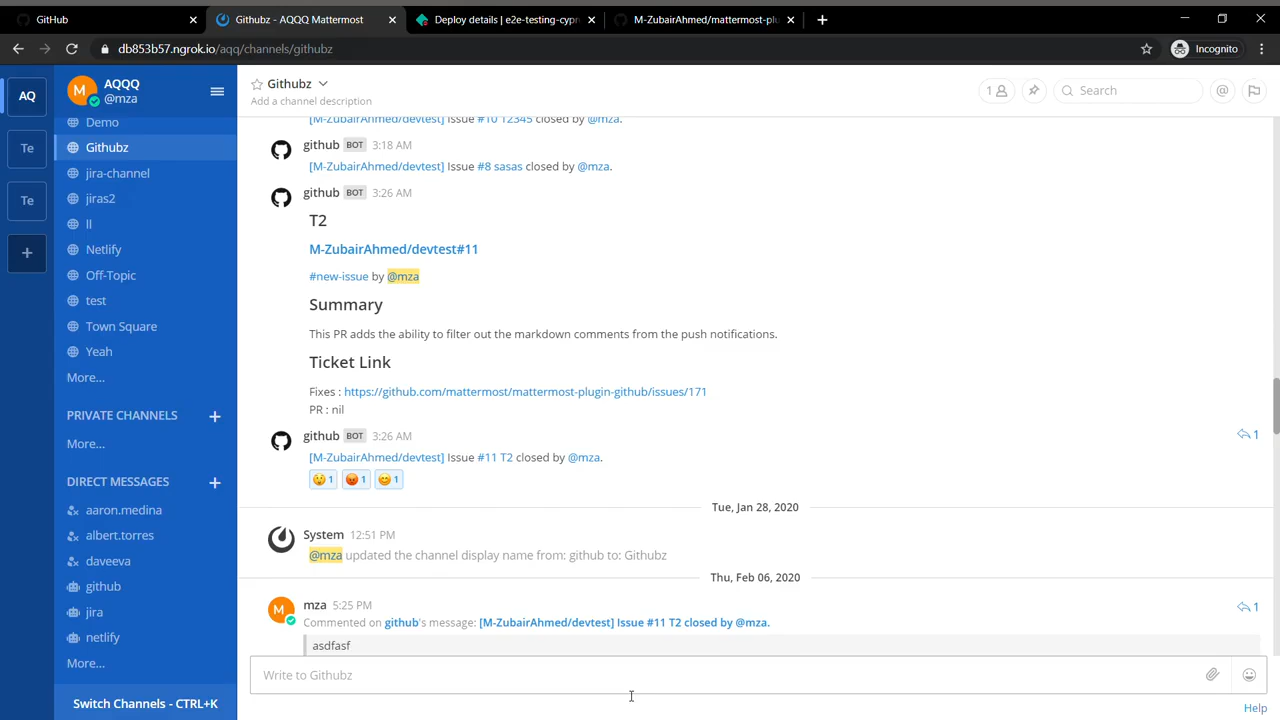 GitHub
Githubz - AQQQ Mattermost
Deploy details | e2e-testing-cypr
M-ZubairAhmed/mattermost-plu
db853b57.ngrok.io/aqq/channels/githubz
Incognito
AQ
Te
Te
M
AQQQ
@mza
Demo
Githubz
jira-channel
jiras2
ll
Netlify
Off-Topic
test
Town Square
Yeah
More...
PRIVATE CHANNELS
More...
DIRECT MESSAGES
aaron.medina
albert.torres
daveeva
github
jira
netlify
More...
Switch Channels - CTRL+K
Githubz
Add a channel description
1
Search
[M-ZubairAhmed/devtest] Issue #10 12345 closed by @mza.
github BOT 3:18 AM
[M-ZubairAhmed/devtest] Issue #8 sasas closed by @mza.
github BOT 3:26 AM
T2
M-ZubairAhmed/devtest#11
#new-issue by @mza
Summary
This PR adds the ability to filter out the markdown comments from the push notifications.
Ticket Link
Fixes : https://github.com/mattermost/mattermost-plugin-github/issues/171
PR : nil
github BOT 3:26 AM
1
[M-ZubairAhmed/devtest] Issue #11 T2 closed by @mza.
1 1 1
Tue, Jan 28, 2020
System 12:51 PM
@mza updated the channel display name from: github to: Githubz
Thu, Feb 06, 2020
M
mza 5:25 PM
1
Commented on github's message: [M-ZubairAhmed/devtest] Issue #11 T2 closed by @mza.
asdfasf
Write to Githubz
Help